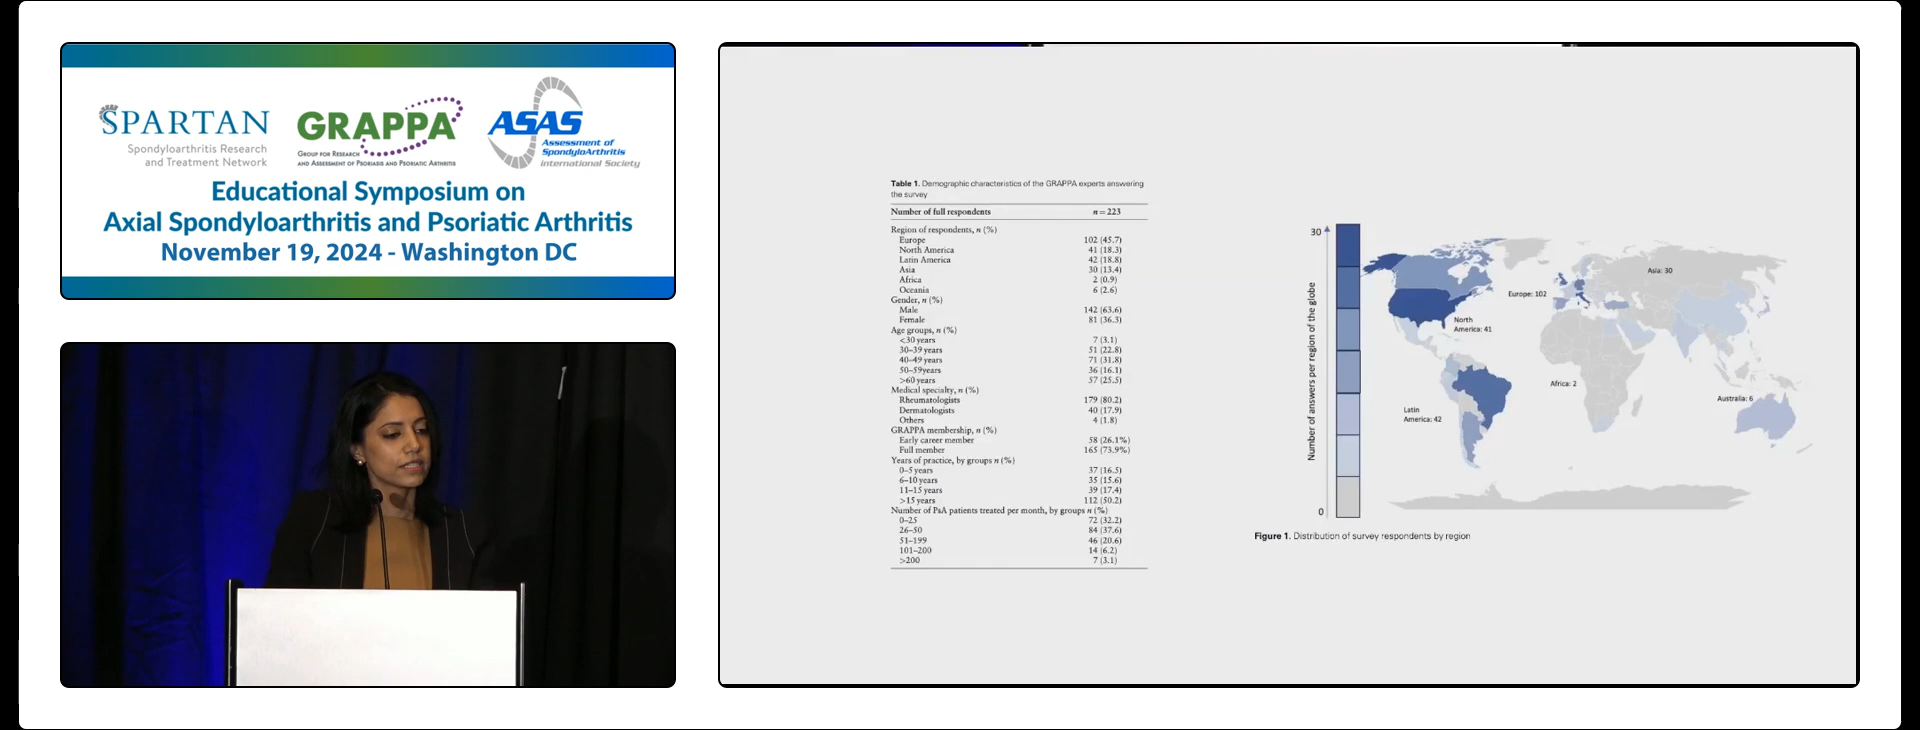 SPARTAN
Spondyloarthritis Research
and Treatment Network
GRAPPA
Group for Research
and Assessment of Psoriasis and Psoriatic Arthritis
ASAS
Assessment of
SpondyloArthritis
international Society
Educational Symposium on
Axial Spondyloarthritis and Psoriatic Arthritis
November 19, 2024 - Washington DC
Table 1. Demographic characteristics of the GRAPPA experts answering
the survey
Number of full respondents n = 223
Region of respondents, n (%)
Europe 102 (45.7)
North America 41 (18.3)
Latin America 42 (18.8)
Asia 30 (13.4)
Africa 2 (0.9)
Oceania 6 (2.6)
Gender, n (%)
Male 142 (63.6)
Female 81 (36.3)
Age groups, n (%)
<30 years 7 (3.1)
30–39 years 51 (22.8)
40–49 years 71 (31.8)
50–59years 36 (16.1)
>60 years 57 (25.5)
Medical specialty, n (%)
Rheumatologists 179 (80.2)
Dermatologists 40 (17.9)
Others 4 (1.8)
GRAPPA membership, n (%)
Early career member 58 (26.1%)
Full member 165 (73.9%)
Years of practice, by groups n (%)
0–5 years 37 (16.5)
6–10 years 35 (15.6)
11–15 years 39 (17.4)
>15 years 112 (50.2)
Number of PsA patients treated per month, by groups n (%)
0–25 72 (32.2)
26–50 84 (37.6)
51–199 46 (20.6)
101–200 14 (6.2)
>200 7 (3.1)
30
Number of answers per region of the globe
0
Asia: 30
Europe: 102
North
America: 41
Africa: 2
Australia: 6
Latin
America: 42
Figure 1. Distribution of survey respondents by region